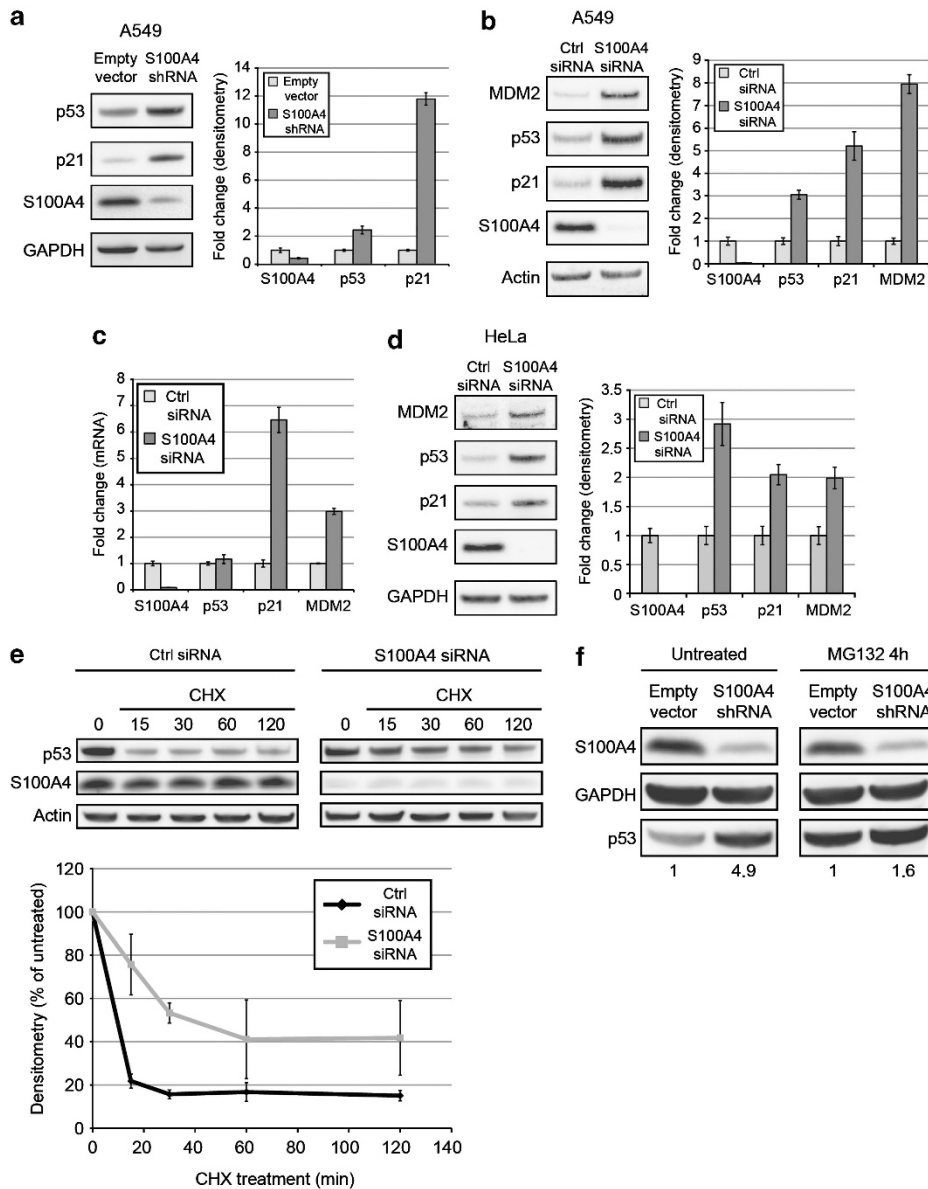 a
A549
Empty vector
S100A4 shRNA
p53
p21
S100A4
GAPDH
Fold change (densitometry)
14
12
10
8
6
4
2
0
Empty vector
S100A4 shRNA
S100A4 p53 p21
b
A549
Ctrl siRNA
S100A4 siRNA
MDM2
p53
p21
S100A4
Actin
Fold change (densitometry)
9
8
7
6
5
4
3
2
1
0
Ctrl siRNA
S100A4 siRNA
S100A4 p53 p21 MDM2
c
Fold change (mRNA)
8
7
6
5
4
3
2
1
0
Ctrl siRNA
S100A4 siRNA
S100A4 p53 p21 MDM2
d
HeLa
Ctrl siRNA
S100A4 siRNA
MDM2
p53
p21
S100A4
GAPDH
Fold change (densitometry)
3.5
3
2.5
2
1.5
1
0.5
0
Ctrl siRNA
S100A4 siRNA
S100A4 p53 p21 MDM2
e
Ctrl siRNA
CHX
0 15 30 60 120
S100A4 siRNA
CHX
0 15 30 60 120
p53
S100A4
Actin
Densitometry (% of untreated)
120
100
80
60
40
20
0
Ctrl siRNA
S100A4 siRNA
0 20 40 60 80 100 120 140
CHX treatment (min)
f
Untreated
MG132 4h
Empty vector
S100A4 shRNA
Empty vector
S100A4 shRNA
S100A4
GAPDH
p53
1 4.9 1 1.6